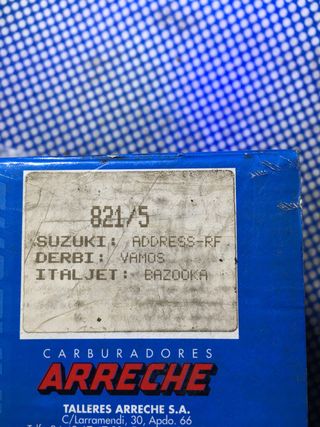 821/5
SUZUKI: ADDRESS-RF
DERBI: VAMOS
ITALJET: BAZOOKA
CARBURADORES
ARRECHE
TALLERES ARRECHE S.A.
C/Larramendi, 30, Apdo. 66